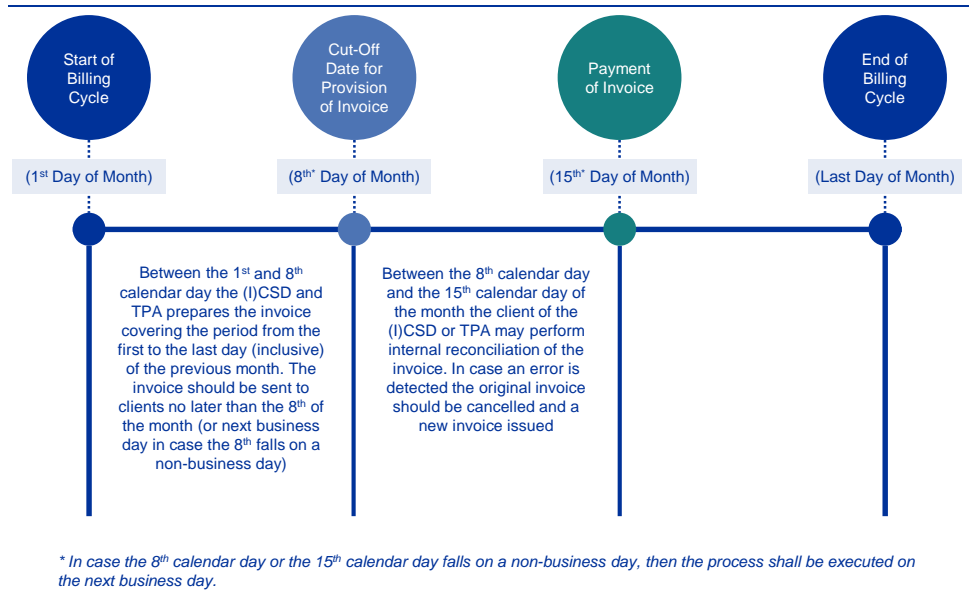 Start of
Billing
Cycle
Cut-Off
Date for
Provision
of Invoice
Payment
of Invoice
End of
Billing
Cycle
(1st Day of Month)
(8th* Day of Month)
(15th* Day of Month)
(Last Day of Month)
Between the 1st and 8th
calendar day the (I)CSD and
TPA prepares the invoice
covering the period from the
first to the last day (inclusive)
of the previous month. The
invoice should be sent to
clients no later than the 8th of
the month (or next business
day in case the 8th falls on a
non-business day)
Between the 8th calendar day
and the 15th calendar day of
the month the client of the
(I)CSD or TPA may perform
internal reconciliation of the
invoice. In case an error is
detected the original invoice
should be cancelled and a
new invoice issued
* In case the 8th calendar day or the 15th calendar day falls on a non-business day, then the process shall be executed on
the next business day.